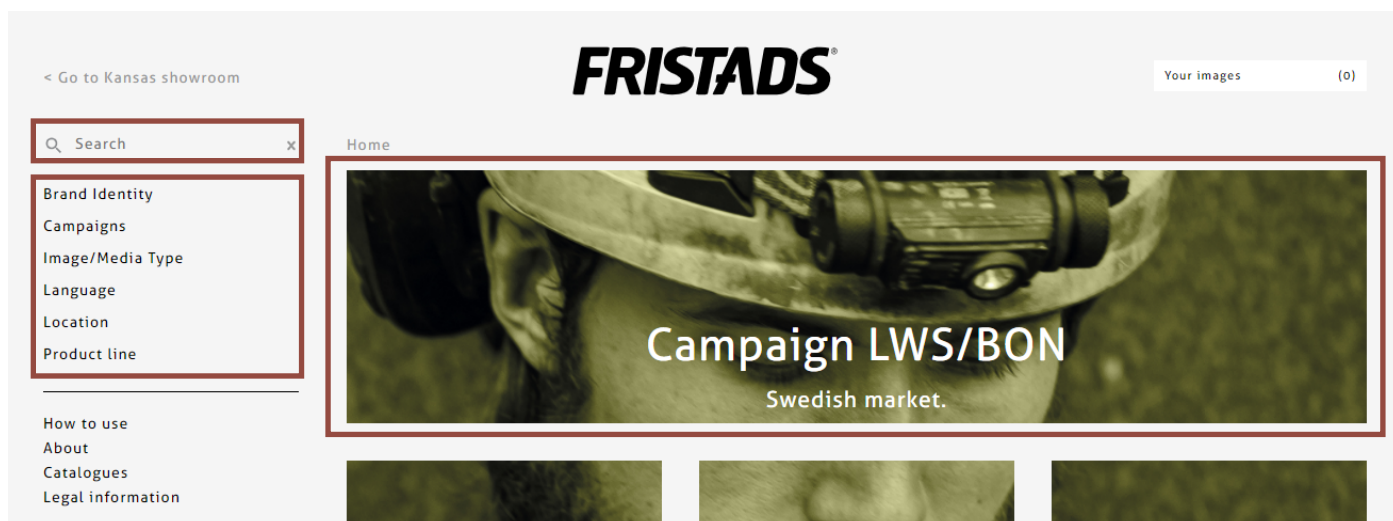 < Go to Kansas showroom
FRISTADS®
Your images (0)
Search x
Home
Brand Identity
Campaigns
Image/Media Type
Language
Location
Product line
Campaign LWS/BON
Swedish market.
How to use
About
Catalogues
Legal information